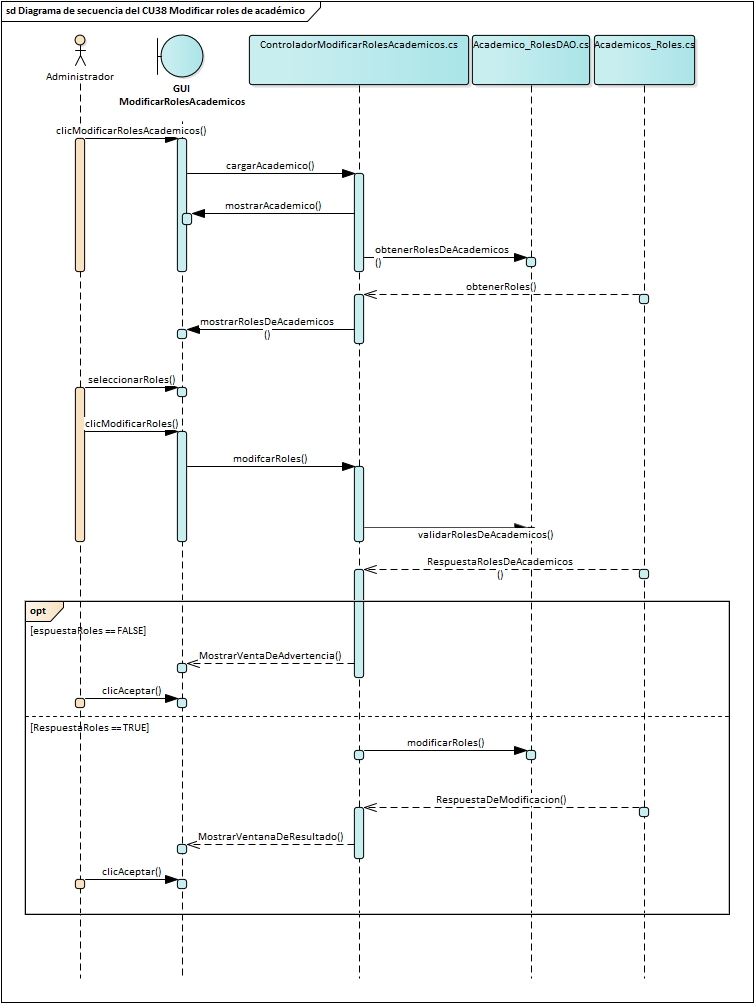 sd Diagrama de secuencia del CU38 Modificar roles de académico
Administrador
GUI
ModificarRolesAcademicos
ControladorModificarRolesAcademicos.cs
Academico_RolesDAO.cs
Academicos_Roles.cs
clicModificarRolesAcademicos()
cargarAcademico()
mostrarAcademico()
obtenerRolesDeAcademicos
()
obtenerRoles()
mostrarRolesDeAcademicos
()
seleccionarRoles()
clicModificarRoles()
modifcarRoles()
validarRolesDeAcademicos()
RespuestaRolesDeAcademicos
()
opt
[espuestaRoles == FALSE]
MostrarVentaDeAdvertencia()
clicAceptar()
[RespuestaRoles == TRUE]
modificarRoles()
RespuestaDeModificacion()
MostrarVentanaDeResultado()
clicAceptar()